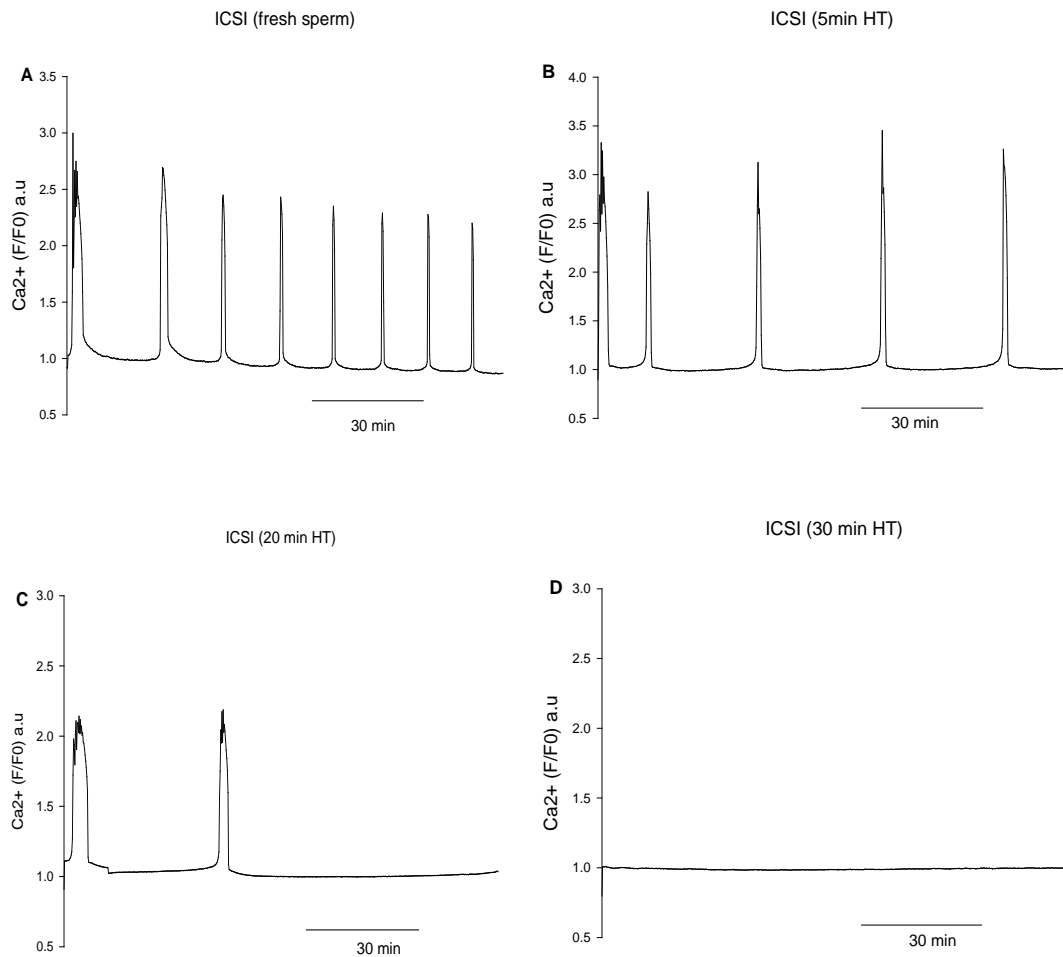 ICSI (fresh sperm)
A
3.5
3.0
2.5
2.0
1.5
1.0
0.5
Ca2+ (F/F0) a.u
30 min
ICSI (5min HT)
B
4.0
3.5
3.0
2.5
2.0
1.5
1.0
0.5
Ca2+ (F/F0) a.u
30 min
ICSI (20 min HT)
C
3.0
2.5
2.0
1.5
1.0
0.5
Ca2+ (F/F0) a.u
30 min
ICSI (30 min HT)
D
3.0
2.5
2.0
1.5
1.0
0.5
Ca2+ (F/F0) a.u
30 min